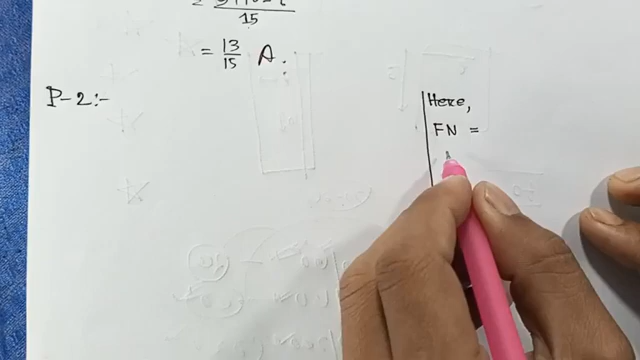 15
= 13/15 A.
P-2:-
Here,
FN =